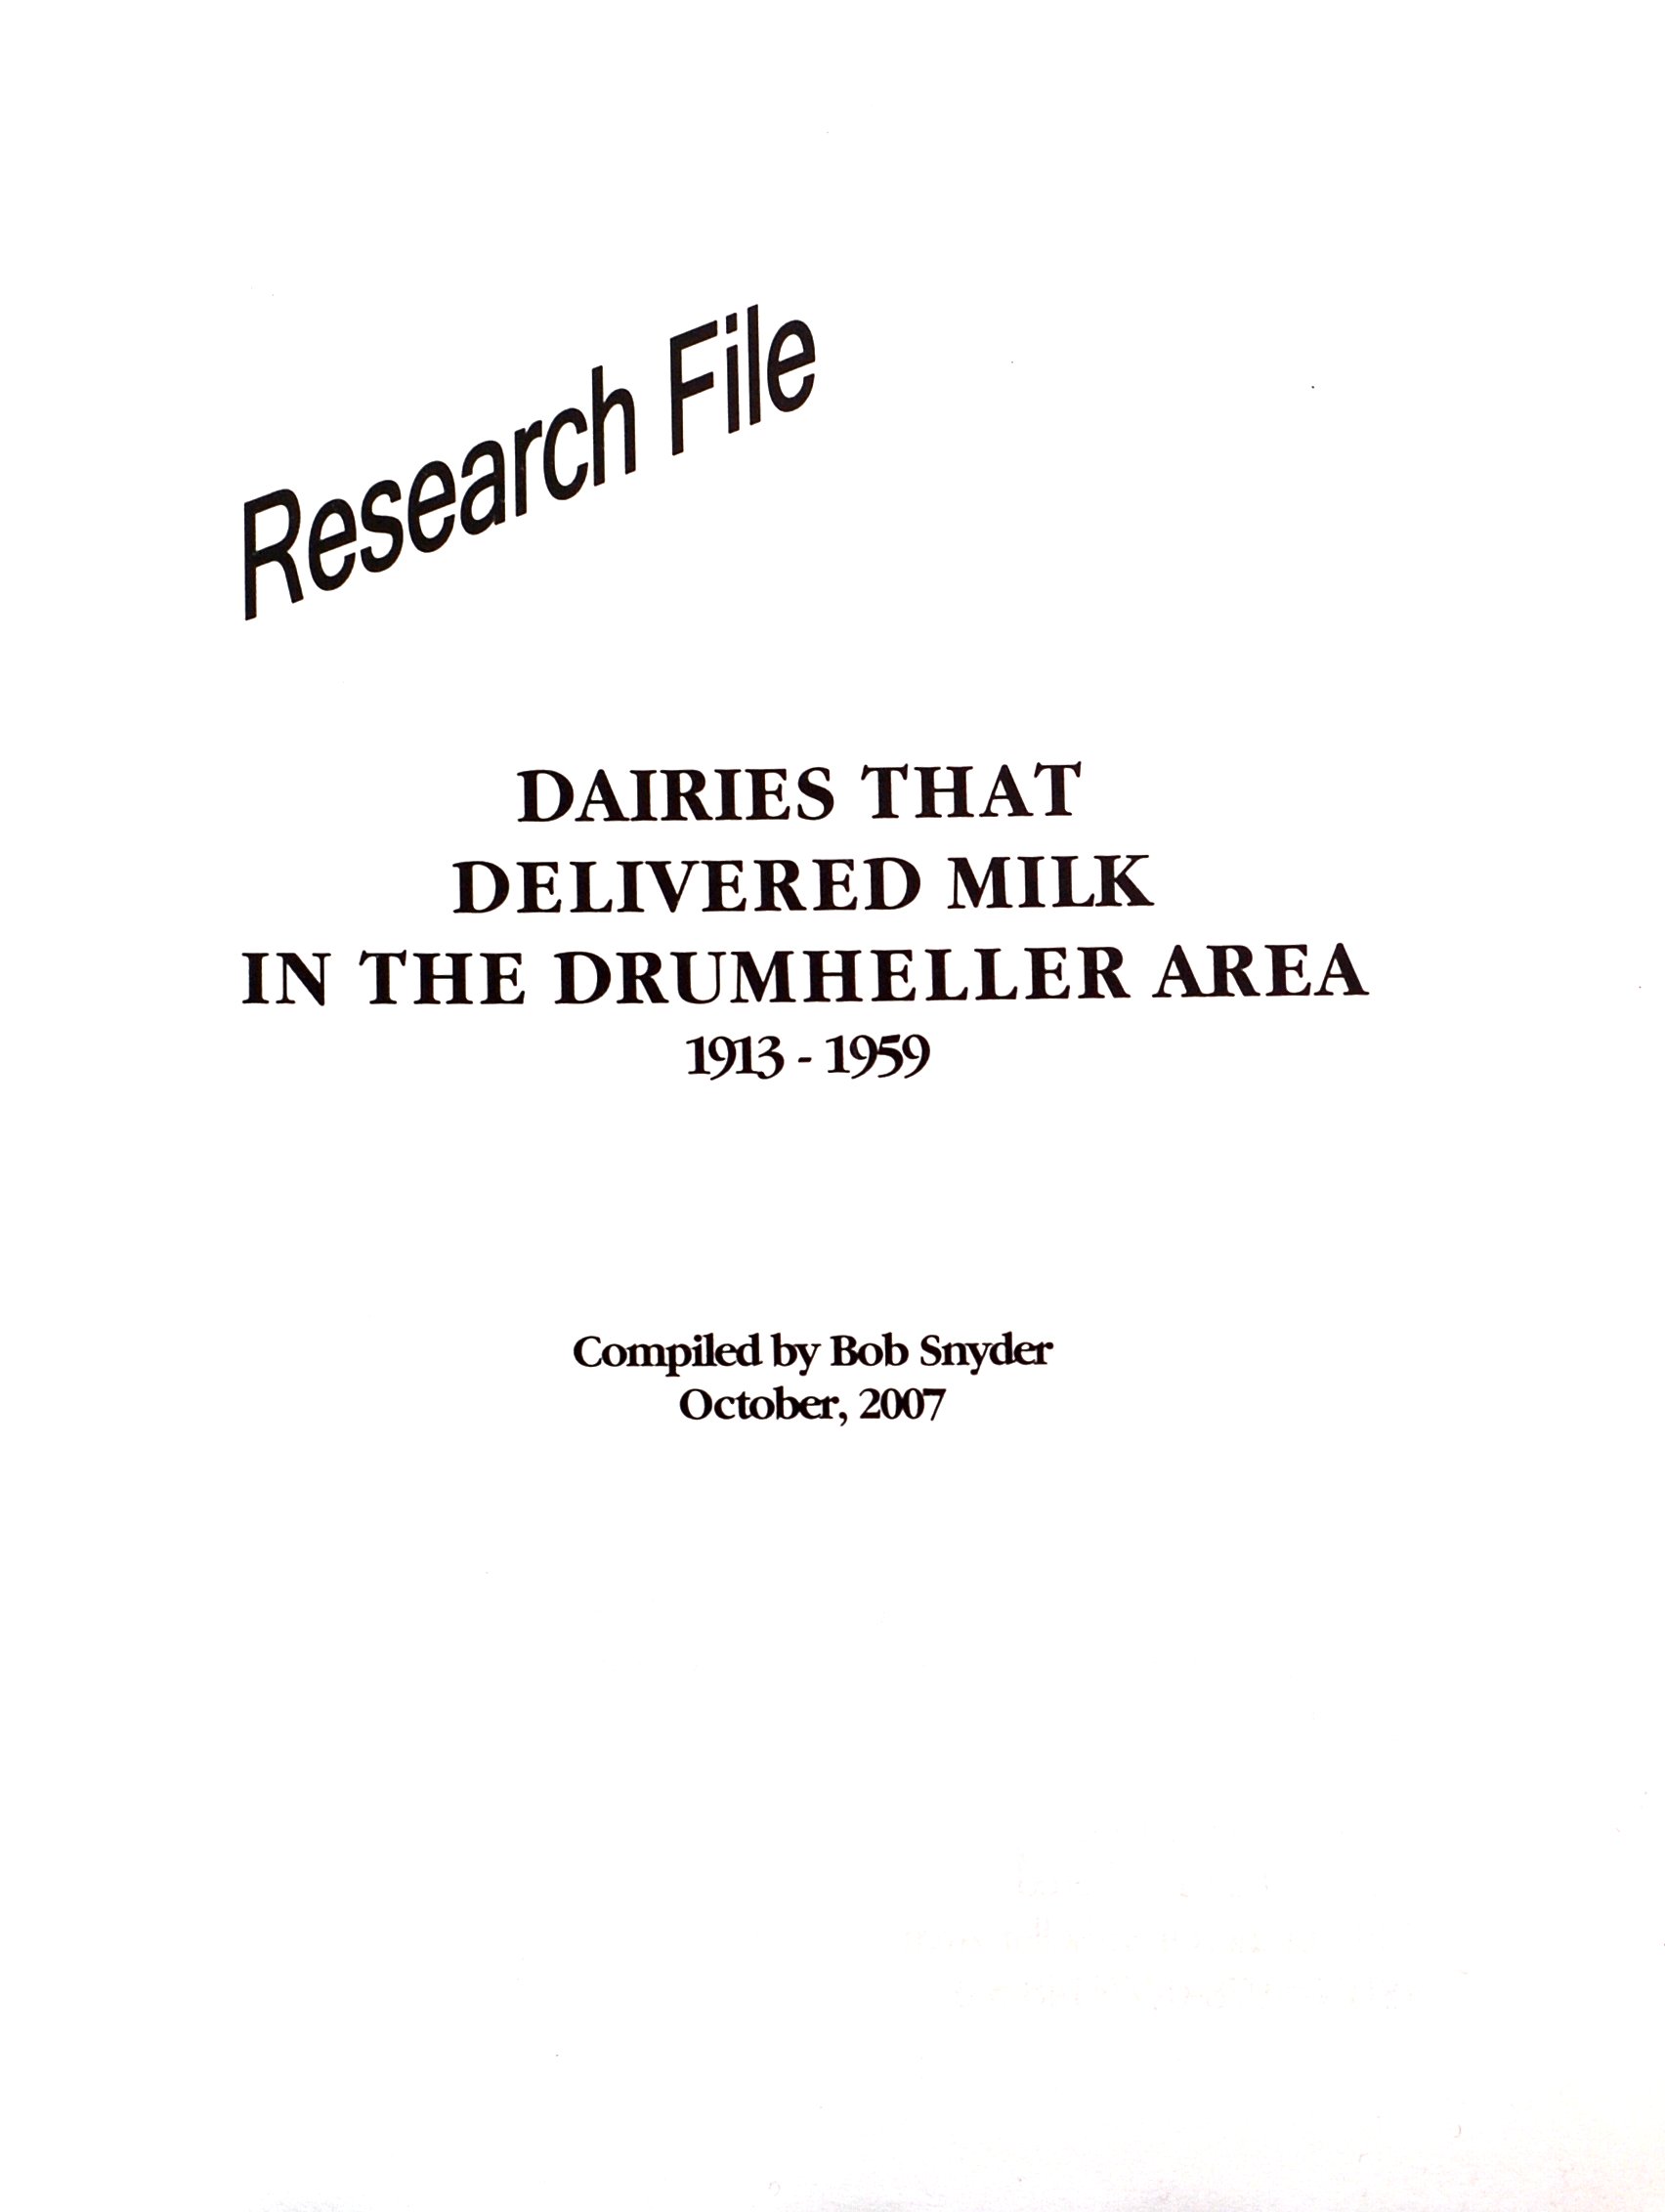 Research File
DAIRIES THAT
DELIVERED MILK
IN THE DRUMHELLER AREA
1913 - 1959
Compiled by Bob Snyder
October, 2007